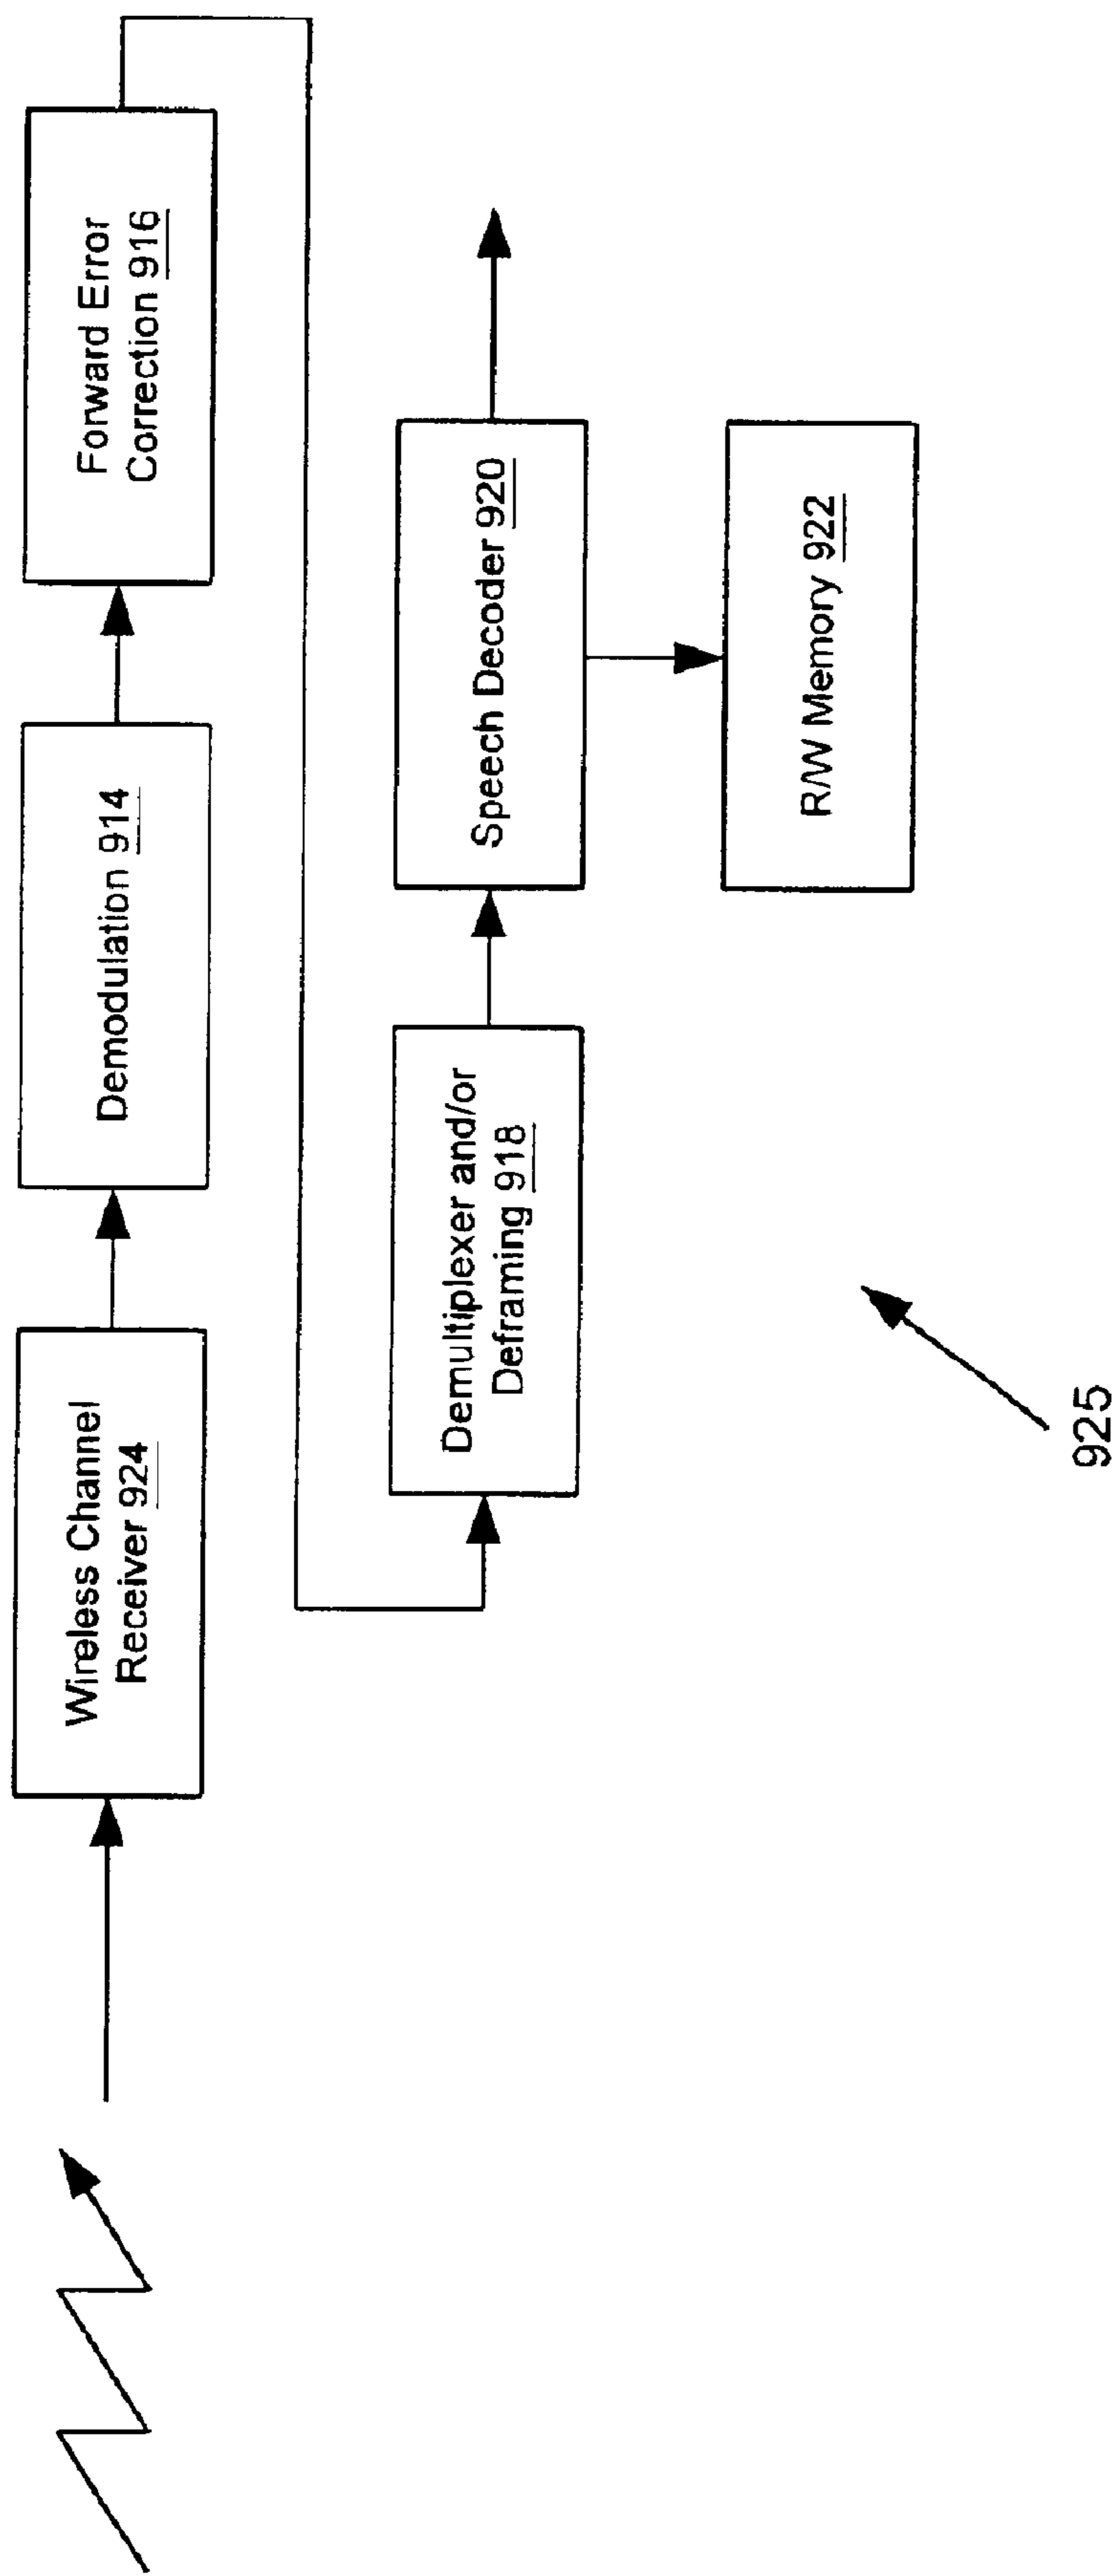 Wireless Channel
Receiver 924
Demodulation 914
Forward Error
Correction 916
Demultiplexer and/or
Deframing 918
Speech Decoder 920
R/W Memory 922
925